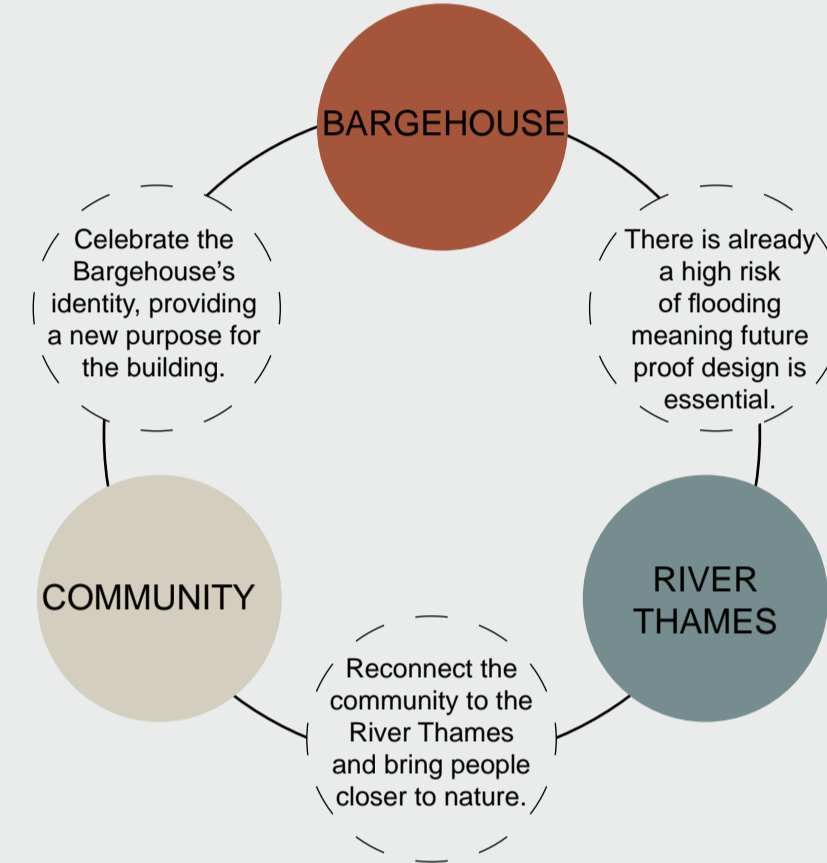 BARGEHOUSE
Celebrate the
Bargehouse's
identity, providing
a new purpose for
the building.
There is already
a high risk
of flooding
meaning future
proof design is
essential.
COMMUNITY
RIVER
THAMES
Reconnect the
community to the
River Thames
and bring people
closer to nature.